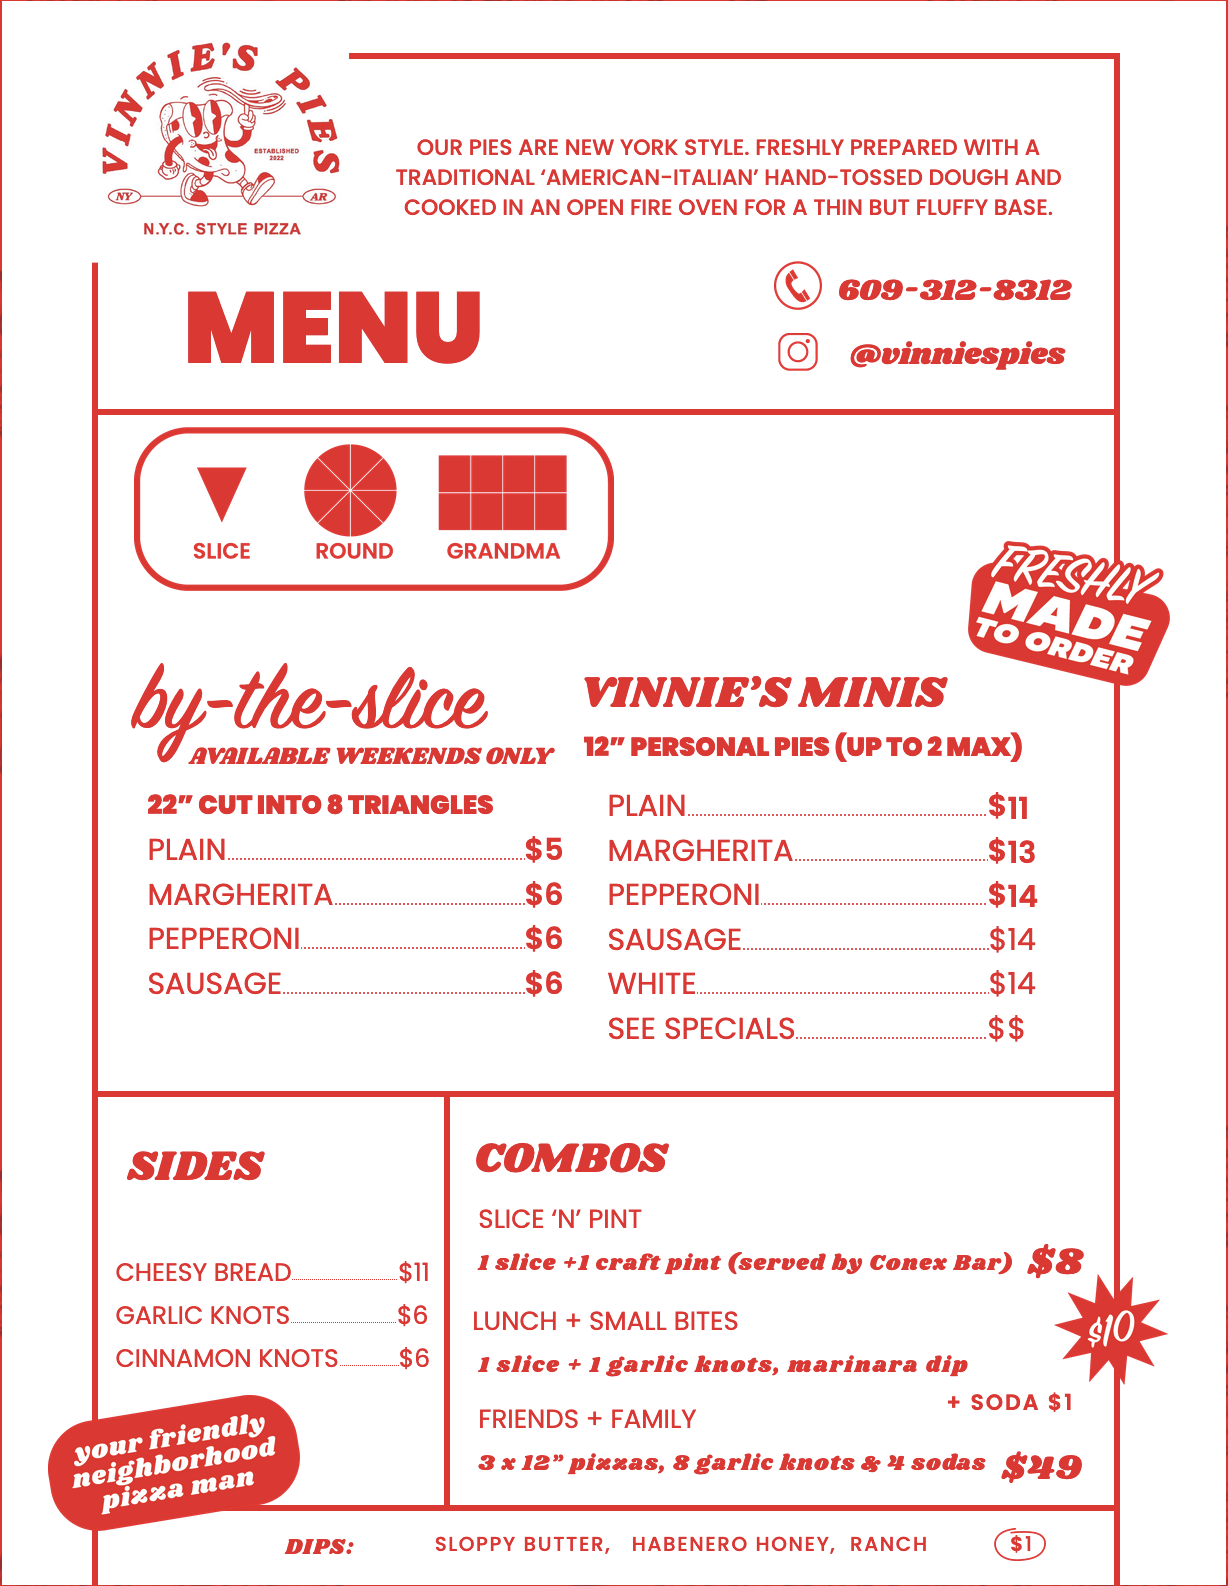 VINNIE'S PIES
ESTABLISHED
2022
NY
AR
N.Y.C. STYLE PIZZA
OUR PIES ARE NEW YORK STYLE. FRESHLY PREPARED WITH A
TRADITIONAL ‘AMERICAN-ITALIAN’ HAND-TOSSED DOUGH AND
COOKED IN AN OPEN FIRE OVEN FOR A THIN BUT FLUFFY BASE.
MENU
609-312-8312
@vinniespies
SLICE
ROUND
GRANDMA
FRESHLY
MADE
TO ORDER
by-the-slice
AVAILABLE WEEKENDS ONLY
22” CUT INTO 8 TRIANGLES
PLAIN $5
MARGHERITA $6
PEPPERONI $6
SAUSAGE $6
VINNIE’S MINIS
12” PERSONAL PIES (UP TO 2 MAX)
PLAIN $11
MARGHERITA $13
PEPPERONI $14
SAUSAGE $14
WHITE $14
SEE SPECIALS $$
SIDES
CHEESY BREAD $11
GARLIC KNOTS $6
CINNAMON KNOTS $6
your friendly
neighborhood
pizza man
COMBOS
SLICE ‘N’ PINT
1 slice +1 craft pint (served by Conex Bar) $8
LUNCH + SMALL BITES
$10
1 slice + 1 garlic knots, marinara dip
+ SODA $1
FRIENDS + FAMILY
3 x 12” pizzas, 8 garlic knots & 4 sodas $49
DIPS: SLOPPY BUTTER, HABENERO HONEY, RANCH $1